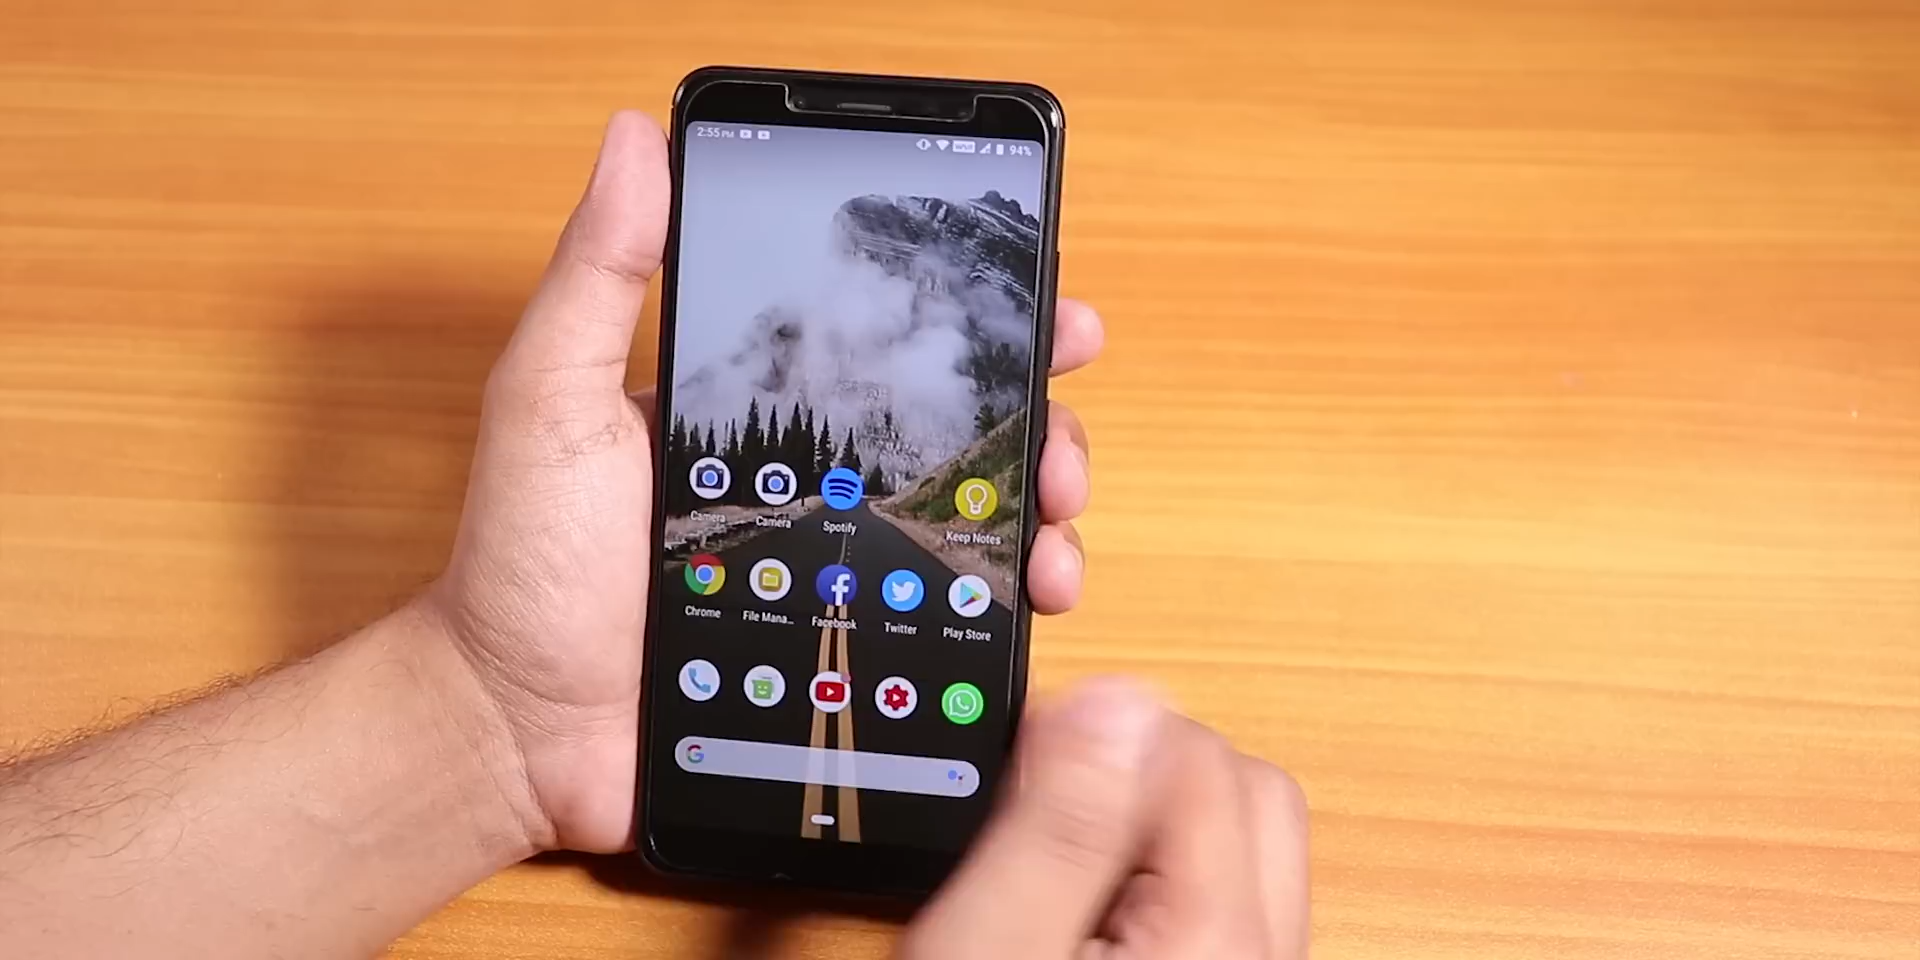 2:55 PM
94%
Camera
Camera
Spotify
Keep Notes
Chrome
File Mana...
Facebook
Twitter
Play Store